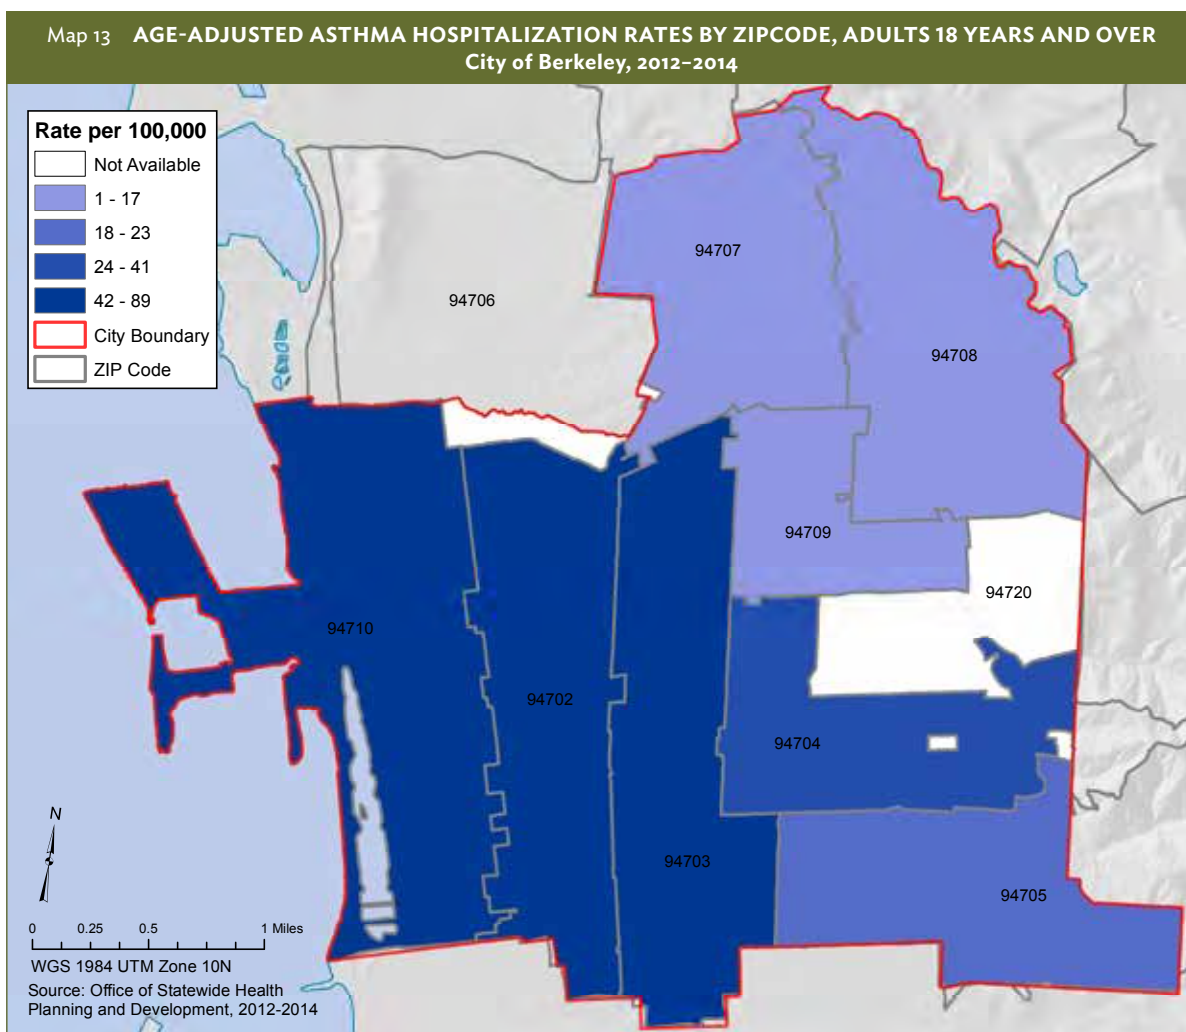 Map 13 AGE-ADJUSTED ASTHMA HOSPITALIZATION RATES BY ZIPCODE, ADULTS 18 YEARS AND OVER
City of Berkeley, 2012–2014
Rate per 100,000
Not Available
1 - 17
18 - 23
24 - 41
42 - 89
City Boundary
ZIP Code
94707
94706
94708
94709
94720
94710
94702
94704
94703
94705
N
0 0.25 0.5 1 Miles
WGS 1984 UTM Zone 10N
Source: Office of Statewide Health
Planning and Development, 2012-2014